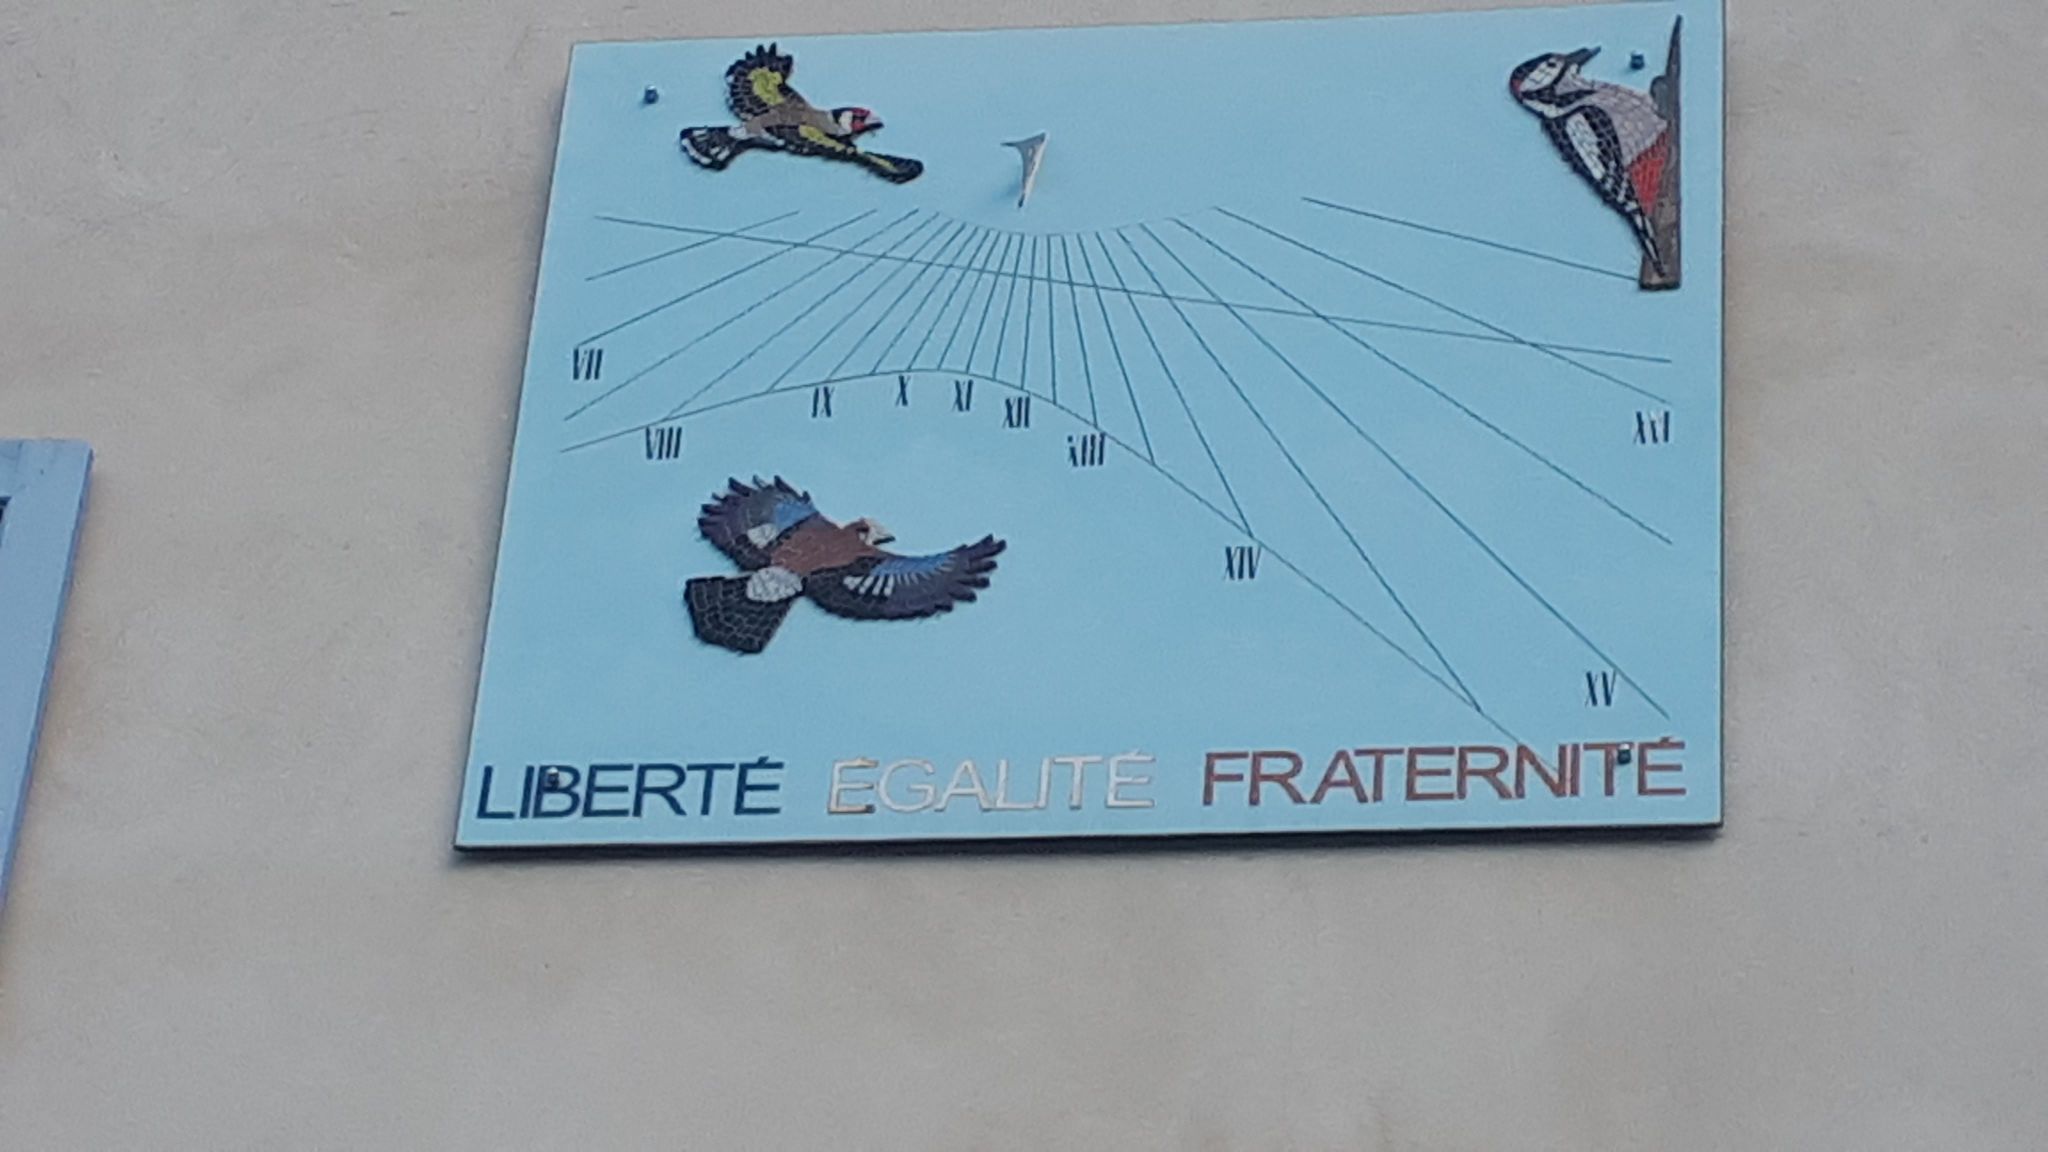 VII
VIII
IX
X
XI
XII
XIII
XIV
XV
XVI
LIBERTÉ ÉGALITÉ FRATERNITÉ